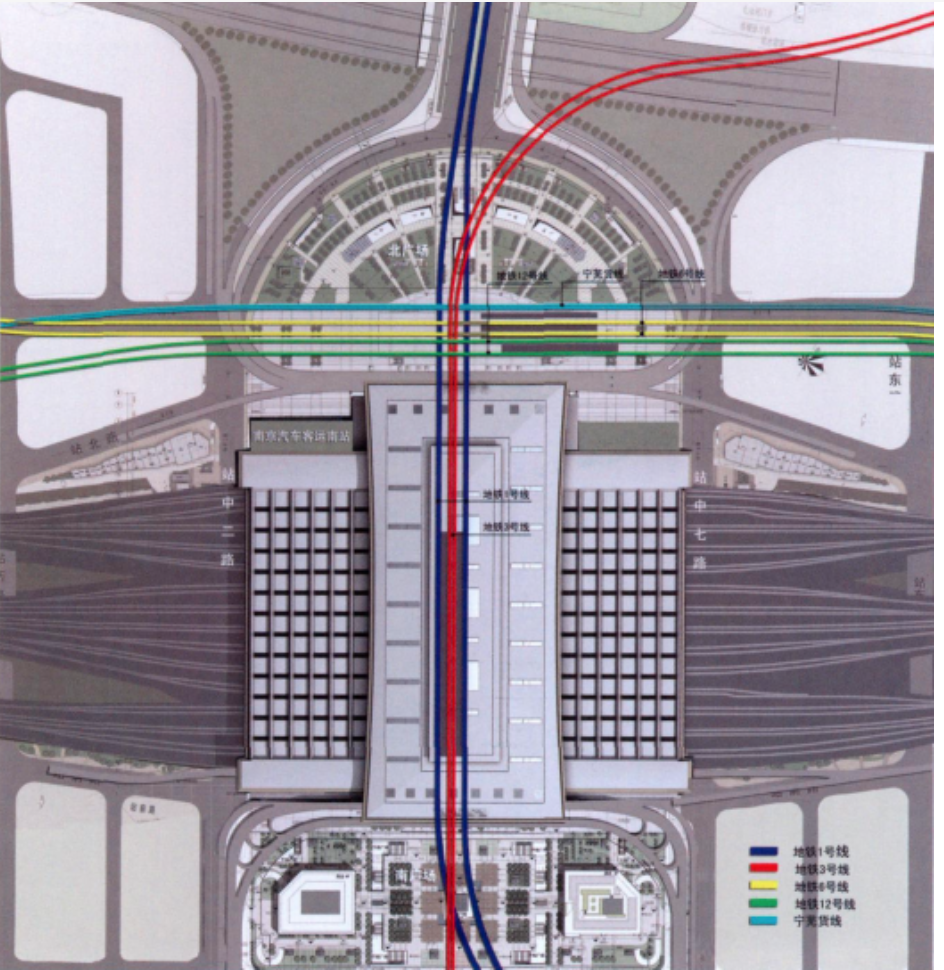 北广场
地铁12号线
宁芜货线
地铁6号线
站东
南京汽车客运南站
站北路
站中二路
站中七路
地铁1号线
地铁3号线
南广场
地铁1号线
地铁3号线
地铁6号线
地铁12号线
宁芜货线